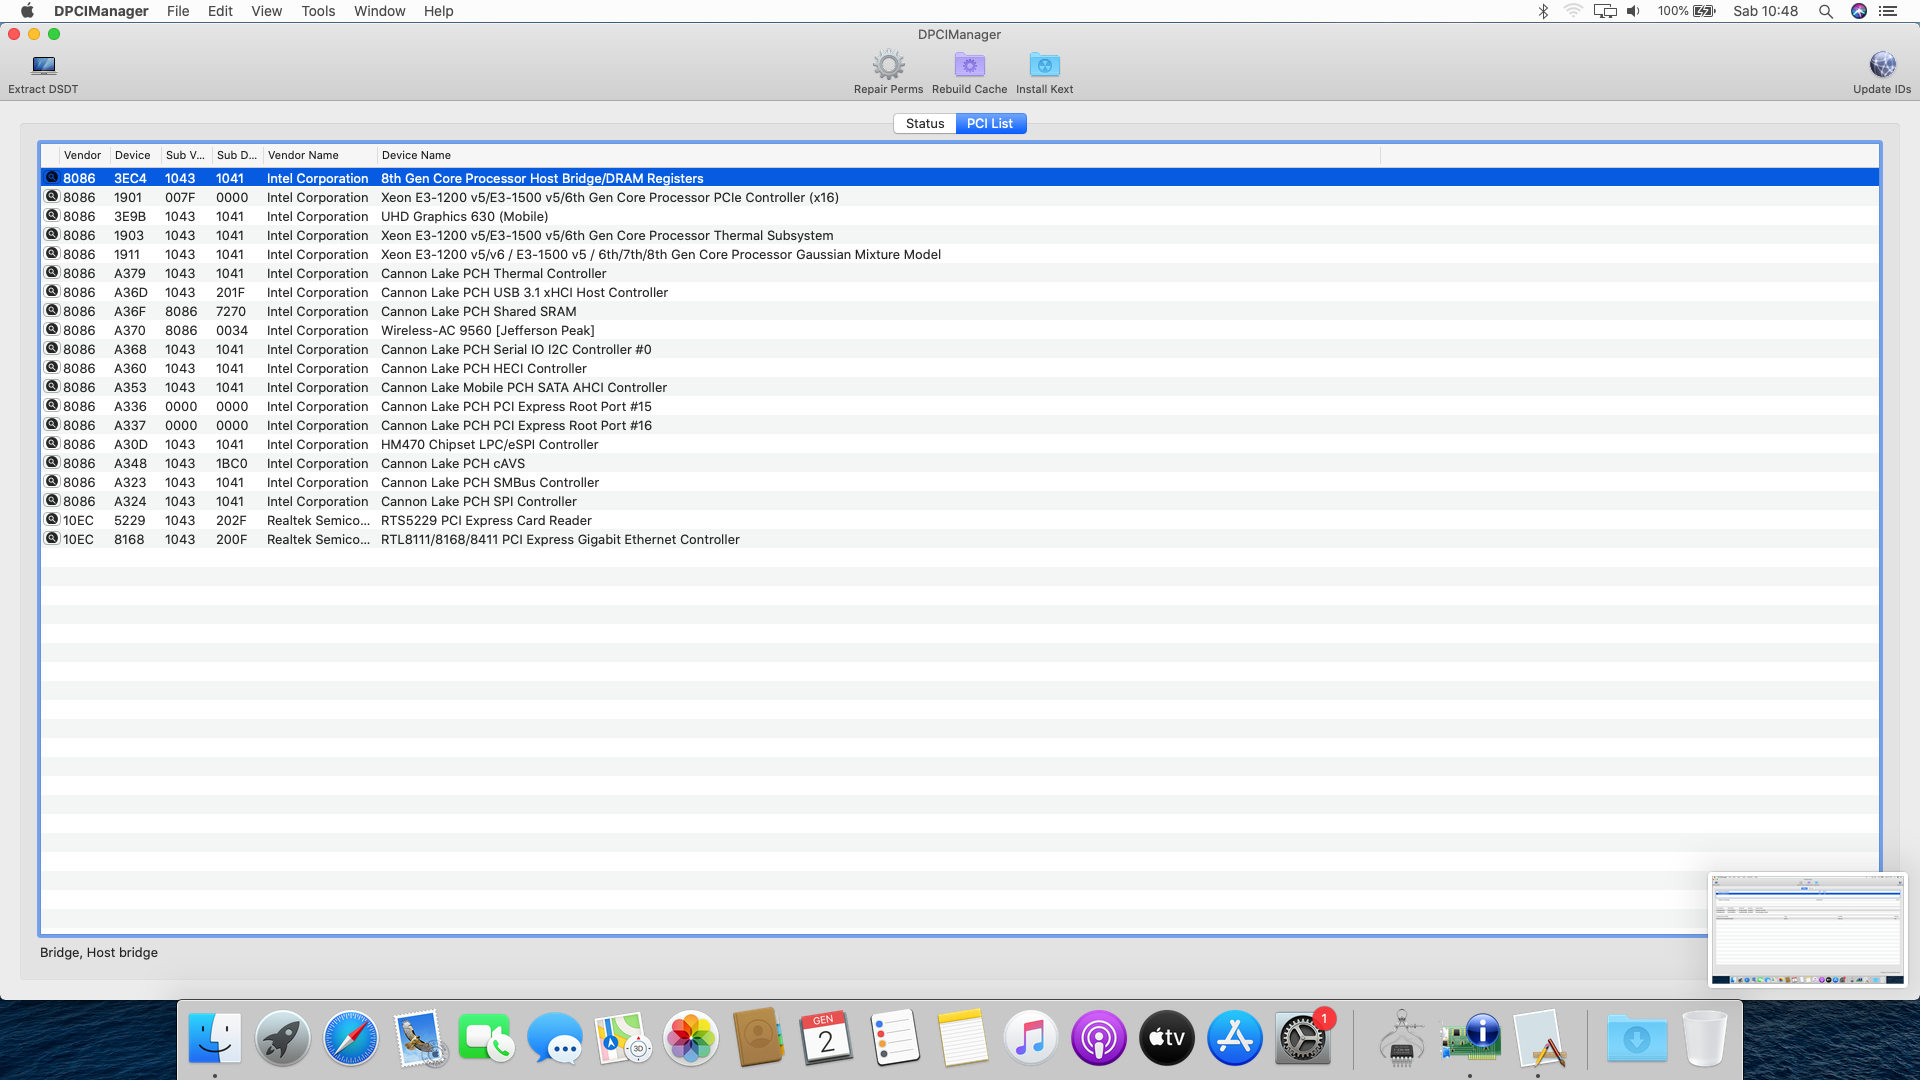 DPCIManager File Edit View Tools Window Help 100% Sab 10:48
DPCIManager
Extract DSDT Repair Perms Rebuild Cache Install Kext Update IDs
Status PCI List
Vendor Device Sub V... Sub D... Vendor Name Device Name
8086 3EC4 1043 1041 Intel Corporation 8th Gen Core Processor Host Bridge/DRAM Registers
8086 1901 007F 0000 Intel Corporation Xeon E3-1200 v5/E3-1500 v5/6th Gen Core Processor PCIe Controller (x16)
8086 3E9B 1043 1041 Intel Corporation UHD Graphics 630 (Mobile)
8086 1903 1043 1041 Intel Corporation Xeon E3-1200 v5/E3-1500 v5/6th Gen Core Processor Thermal Subsystem
8086 1911 1043 1041 Intel Corporation Xeon E3-1200 v5/v6 / E3-1500 v5 / 6th/7th/8th Gen Core Processor Gaussian Mixture Model
8086 A379 1043 1041 Intel Corporation Cannon Lake PCH Thermal Controller
8086 A36D 1043 201F Intel Corporation Cannon Lake PCH USB 3.1 xHCI Host Controller
8086 A36F 8086 7270 Intel Corporation Cannon Lake PCH Shared SRAM
8086 A370 8086 0034 Intel Corporation Wireless-AC 9560 [Jefferson Peak]
8086 A368 1043 1041 Intel Corporation Cannon Lake PCH Serial IO I2C Controller #0
8086 A360 1043 1041 Intel Corporation Cannon Lake PCH HECI Controller
8086 A353 1043 1041 Intel Corporation Cannon Lake Mobile PCH SATA AHCI Controller
8086 A336 0000 0000 Intel Corporation Cannon Lake PCH PCI Express Root Port #15
8086 A337 0000 0000 Intel Corporation Cannon Lake PCH PCI Express Root Port #16
8086 A30D 1043 1041 Intel Corporation HM470 Chipset LPC/eSPI Controller
8086 A348 1043 1BC0 Intel Corporation Cannon Lake PCH cAVS
8086 A323 1043 1041 Intel Corporation Cannon Lake PCH SMBus Controller
8086 A324 1043 1041 Intel Corporation Cannon Lake PCH SPI Controller
10EC 5229 1043 202F Realtek Semico... RTS5229 PCI Express Card Reader
10EC 8168 1043 200F Realtek Semico... RTL8111/8168/8411 PCI Express Gigabit Ethernet Controller
Bridge, Host bridge
GEN
2
3D
tv
1